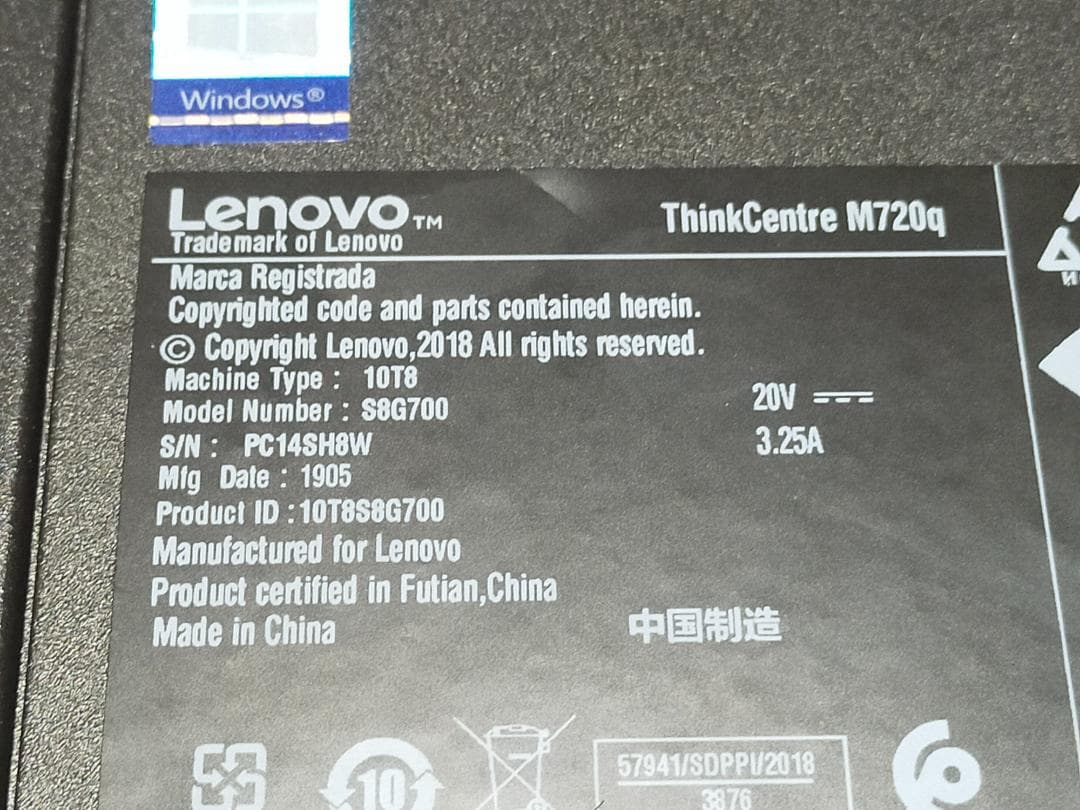 Windows®
Lenovo™
Trademark of Lenovo
ThinkCentre M720q
Marca Registrada
Copyrighted code and parts contained herein.
© Copyright Lenovo,2018 All rights reserved.
Machine Type : 10T8
Model Number : S8G700
20V
S/N : PC14SH8W
3.25A
Mfg Date : 1905
Product ID :10T8S8G700
Manufactured for Lenovo
Product certified in Futian,China
Made in China
中国制造
10
57941/SDPPI/2018
3876